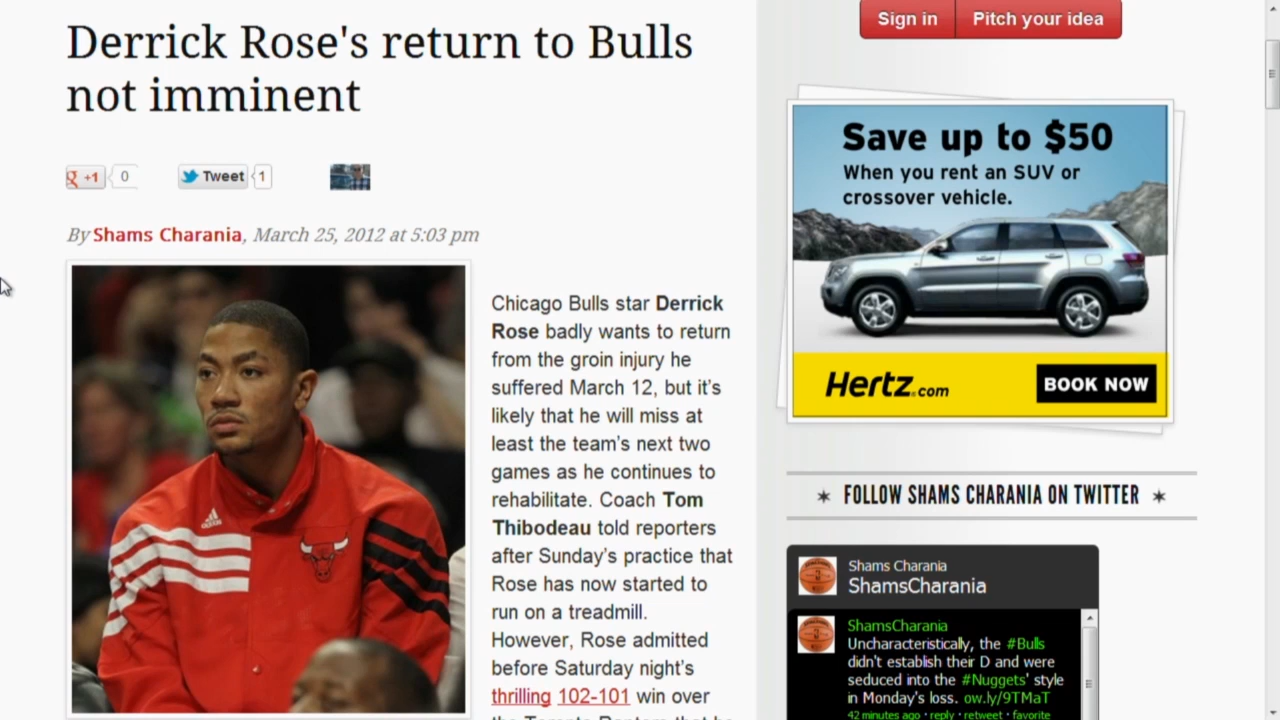 Derrick Rose's return to Bulls
not imminent
Sign in
Pitch your idea
+1
0
Tweet
1
By Shams Charania, March 25, 2012 at 5:03 pm
Save up to $50
When you rent an SUV or
crossover vehicle.
Hertz.com
BOOK NOW
adidas
Chicago Bulls star Derrick
Rose badly wants to return
from the groin injury he
suffered March 12, but it's
likely that he will miss at
least the team's next two
games as he continues to
rehabilitate. Coach Tom
Thibodeau told reporters
after Sunday's practice that
Rose has now started to
run on a treadmill.
However, Rose admitted
before Saturday night's
thrilling 102-101 win over
FOLLOW SHAMS CHARANIA ON TWITTER
Shams Charania
ShamsCharania
ShamsCharania
Uncharacteristically, the #Bulls
didn't establish their D and were
seduced into the #Nuggets' style
in Monday's loss. ow.ly/9TMaT
42 minutes ago · reply · retweet · favorite